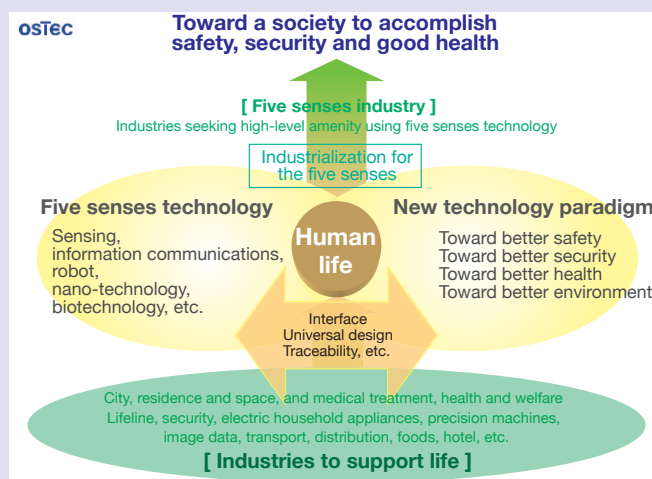 OSTEC
Toward a society to accomplish
safety, security and good health
[ Five senses industry ]
Industries seeking high-level amenity using five senses technology
Industrialization for
the five senses
Five senses technology
Sensing,
information communications,
robot,
nano-technology,
biotechnology, etc.
Human
life
New technology paradigm
Toward better safety
Toward better security
Toward better health
Toward better environment
Interface
Universal design
Traceability, etc.
City, residence and space, and medical treatment, health and welfare
Lifeline, security, electric household appliances, precision machines,
image data, transport, distribution, foods, hotel, etc.
[ Industries to support life ]